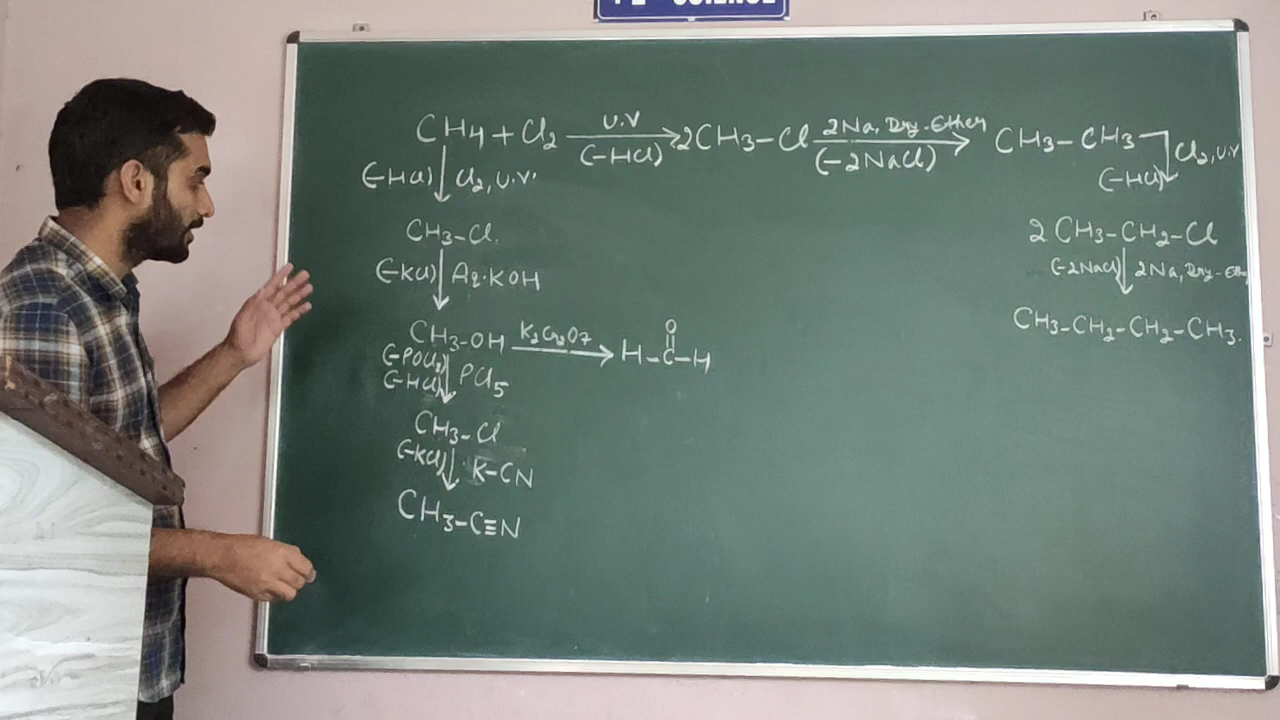 SCIENCE
CH4 + Cl2 U.V (-HCl) 2CH3-Cl 2Na, Dry-Ether (-2NaCl) CH3-CH3 Cl2, U.V (-HCl)
(-HCl) Cl2, U.V.
CH3-Cl.
2 CH3-CH2-Cl
(-KCl) Aq.KOH
(-2NaCl) 2Na, Dry-Eth
CH3-CH2-CH2-CH3.
CH3-OH K2Cr2O7 H-C-H
O
(-POCl3)
(-HCl) PCl5
CH3-Cl
(-KCl) K-CN
CH3-C≡N